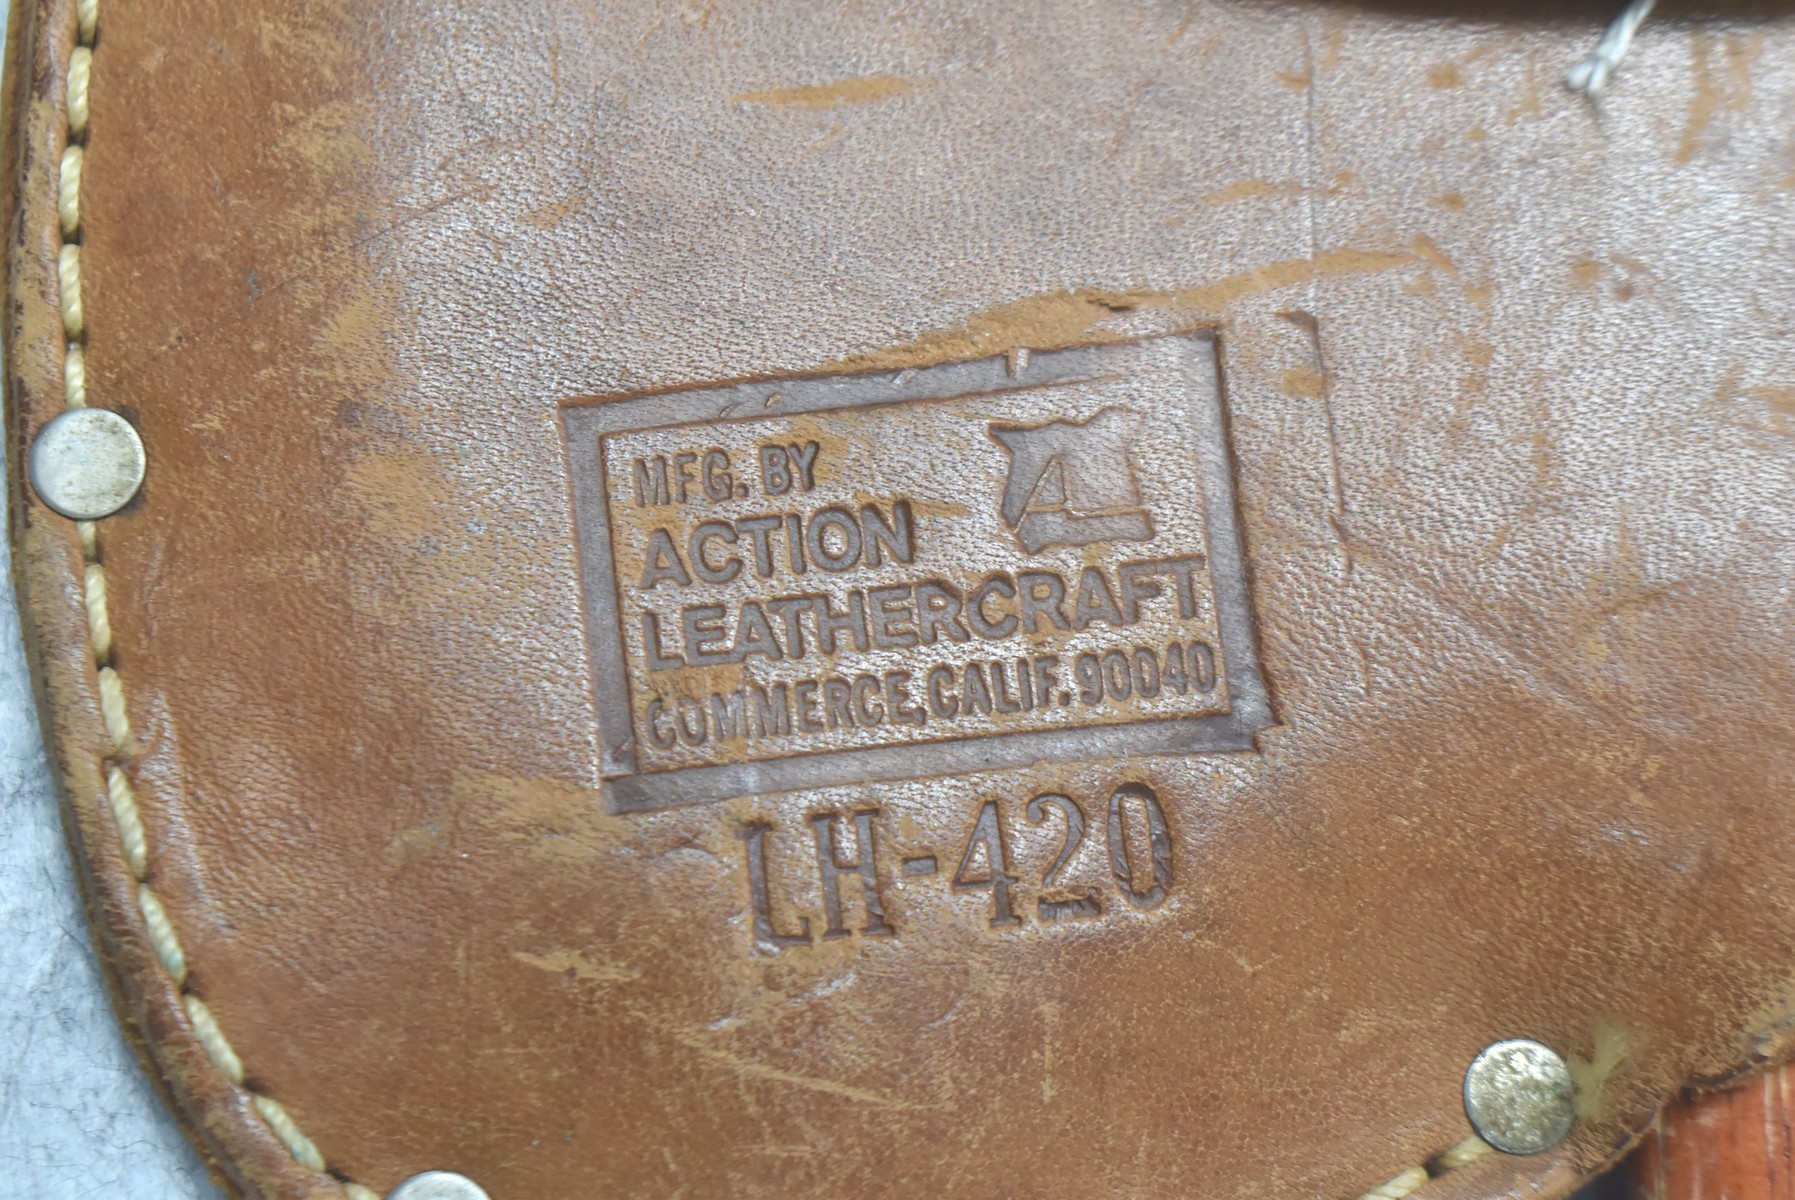 MFG. BY
ACTION
LEATHERCRAFT
COMMERCE, CALIF. 90040
LH-420